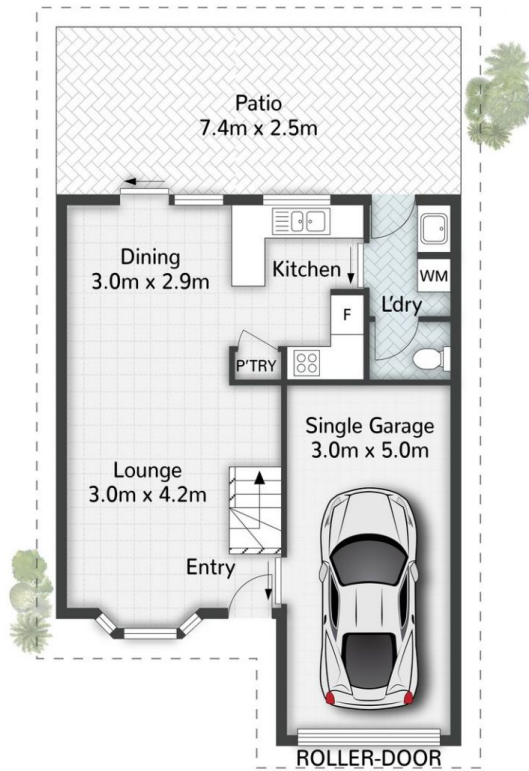 Patio
7.4m x 2.5m
Dining
3.0m x 2.9m
Kitchen
WM
L'dry
F
P'TRY
Single Garage
3.0m x 5.0m
Lounge
3.0m x 4.2m
Entry
ROLLER-DOOR